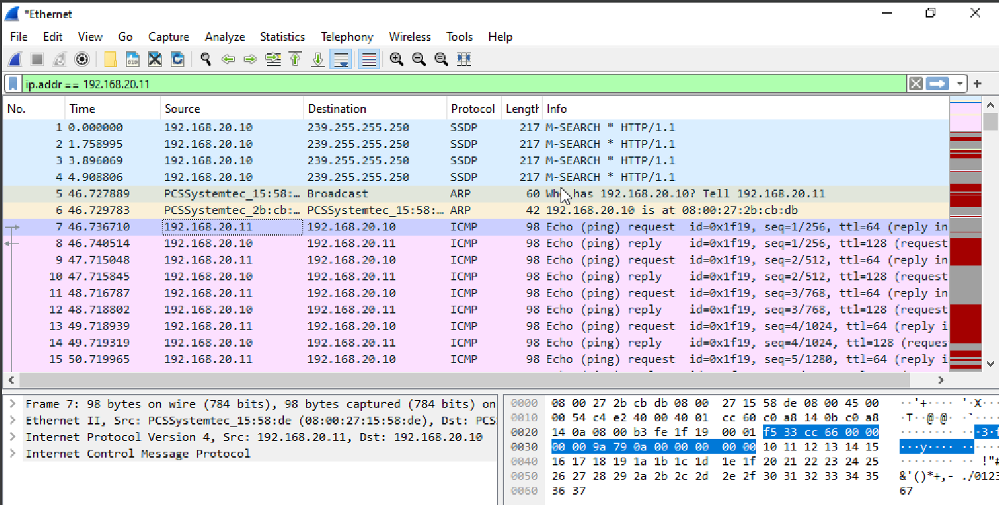 *Ethernet
File Edit View Go Capture Analyze Statistics Telephony Wireless Tools Help
ip.addr == 192.168.20.11
No. Time Source Destination Protocol Length Info
1 0.000000 192.168.20.10 239.255.255.250 SSDP 217 M-SEARCH * HTTP/1.1
2 1.758995 192.168.20.10 239.255.255.250 SSDP 217 M-SEARCH * HTTP/1.1
3 3.896069 192.168.20.10 239.255.255.250 SSDP 217 M-SEARCH * HTTP/1.1
4 4.908806 192.168.20.10 239.255.255.250 SSDP 217 M-SEARCH * HTTP/1.1
5 46.727889 PCSSystemtec_15:58:… Broadcast ARP 60 Who has 192.168.20.10? Tell 192.168.20.11
6 46.729783 PCSSystemtec_2b:cb:… PCSSystemtec_15:58:… ARP 42 192.168.20.10 is at 08:00:27:2b:cb:db
7 46.736710 192.168.20.11 192.168.20.10 ICMP 98 Echo (ping) request id=0x1f19, seq=1/256, ttl=64 (reply in
8 46.740514 192.168.20.10 192.168.20.11 ICMP 98 Echo (ping) reply id=0x1f19, seq=1/256, ttl=128 (request
9 47.715048 192.168.20.11 192.168.20.10 ICMP 98 Echo (ping) request id=0x1f19, seq=2/512, ttl=64 (reply in
10 47.715845 192.168.20.10 192.168.20.11 ICMP 98 Echo (ping) reply id=0x1f19, seq=2/512, ttl=128 (request
11 48.716787 192.168.20.11 192.168.20.10 ICMP 98 Echo (ping) request id=0x1f19, seq=3/768, ttl=64 (reply in
12 48.718802 192.168.20.10 192.168.20.11 ICMP 98 Echo (ping) reply id=0x1f19, seq=3/768, ttl=128 (request
13 49.718939 192.168.20.11 192.168.20.10 ICMP 98 Echo (ping) request id=0x1f19, seq=4/1024, ttl=64 (reply i
14 49.719319 192.168.20.10 192.168.20.11 ICMP 98 Echo (ping) reply id=0x1f19, seq=4/1024, ttl=128 (reques
15 50.719965 192.168.20.11 192.168.20.10 ICMP 98 Echo (ping) request id=0x1f19, seq=5/1280, ttl=64 (reply i
Frame 7: 98 bytes on wire (784 bits), 98 bytes captured (784 bits) on
Ethernet II, Src: PCSSystemtec_15:58:de (08:00:27:15:58:de), Dst: PCS
Internet Protocol Version 4, Src: 192.168.20.11, Dst: 192.168.20.10
Internet Control Message Protocol
0000 08 00 27 2b cb db 08 00 27 15 58 de 08 00 45 00 ··'+···· '·X·
0010 00 54 c4 e2 40 00 40 01 cc 60 c0 a8 14 0b c0 a8 ·T··@·@· ·`···
0020 14 0a 08 00 b3 fe 1f 19 00 01 f5 33 cc 66 00 00 ········ ···3·f
0030 00 00 9a 79 0a 00 00 00 00 00 10 11 12 13 14 15 ···y···· ··
0040 16 17 18 19 1a 1b 1c 1d 1e 1f 20 21 22 23 24 25 ········ ·· !"#
0050 26 27 28 29 2a 2b 2c 2d 2e 2f 30 31 32 33 34 35 &'()*+,- ./0123
0060 36 37 67